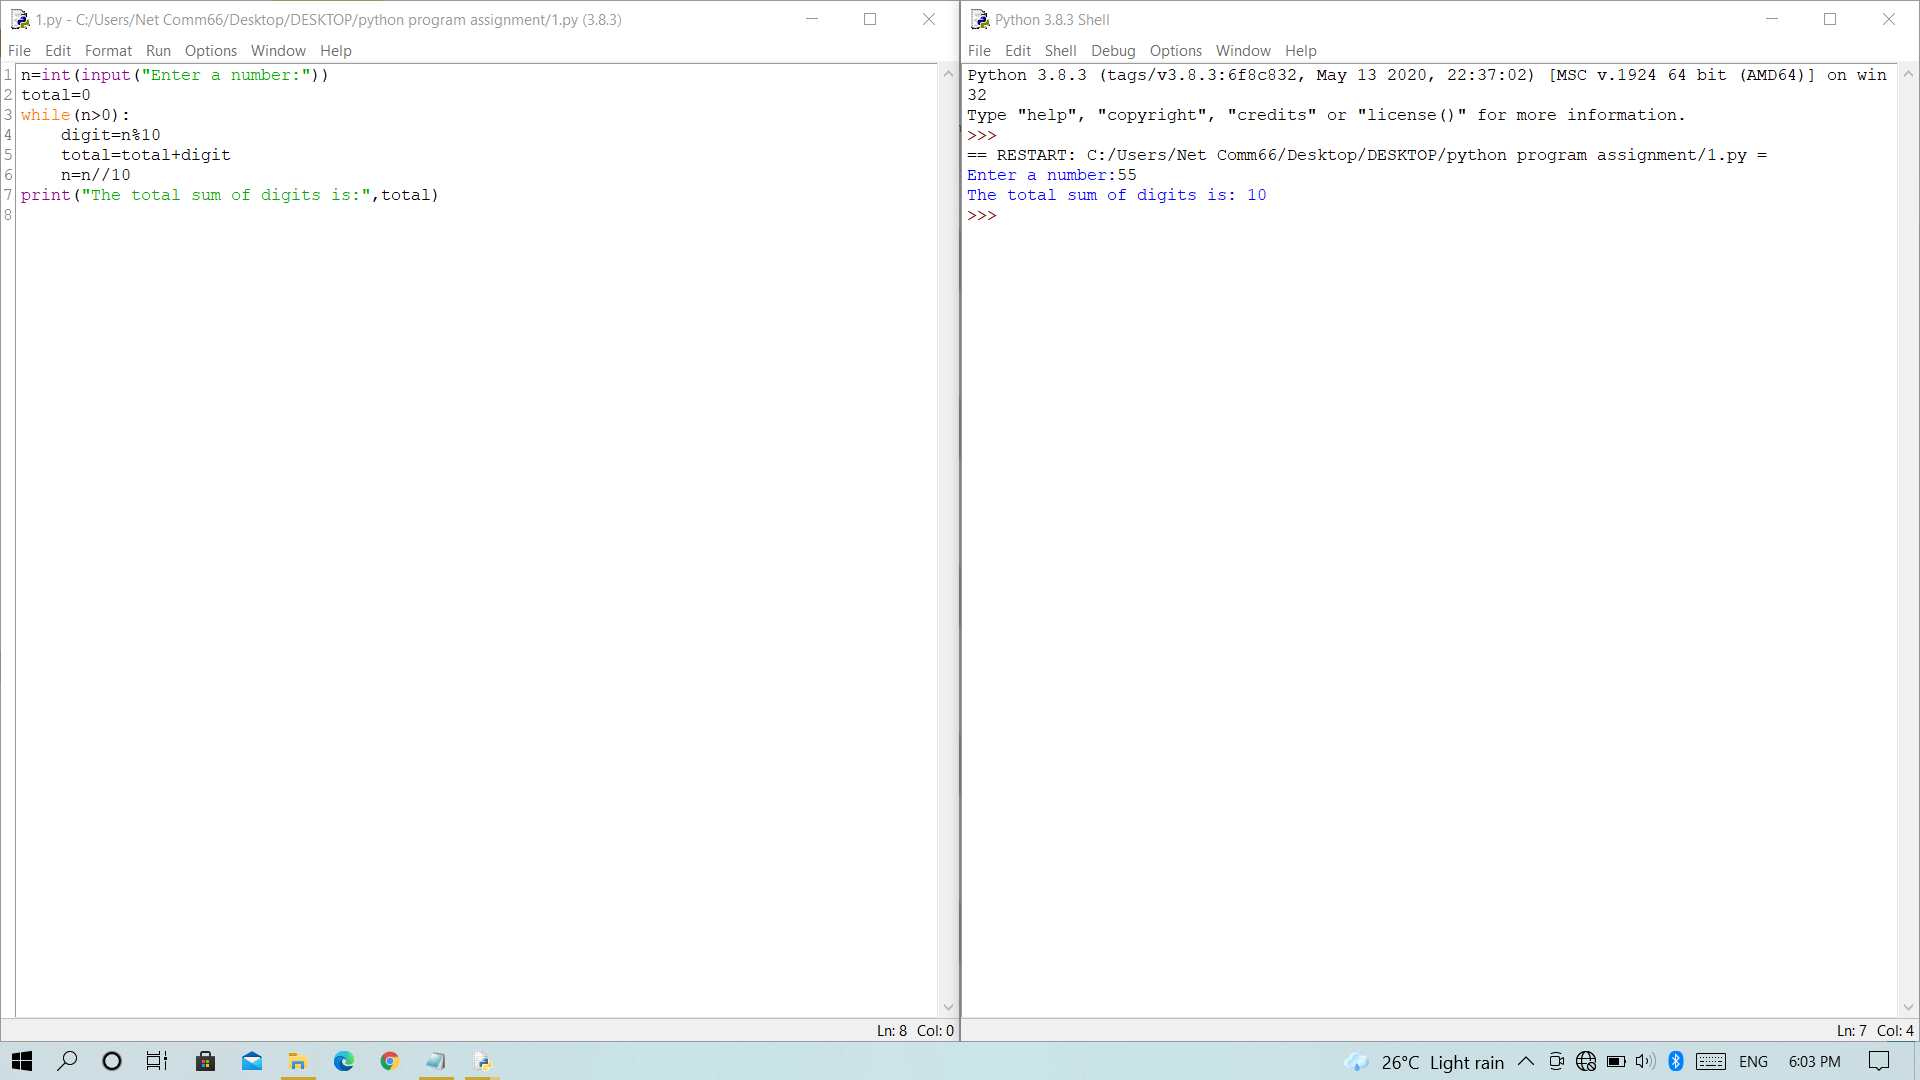 1.py - C:/Users/Net Comm66/Desktop/DESKTOP/python program assignment/1.py (3.8.3)
File Edit Format Run Options Window Help
1 n=int(input("Enter a number:"))
2 total=0
3 while(n>0):
4     digit=n%10
5     total=total+digit
6     n=n//10
7 print("The total sum of digits is:",total)
8
Ln: 8 Col: 0
Python 3.8.3 Shell
File Edit Shell Debug Options Window Help
Python 3.8.3 (tags/v3.8.3:6f8c832, May 13 2020, 22:37:02) [MSC v.1924 64 bit (AMD64)] on win
32
Type "help", "copyright", "credits" or "license()" for more information.
>>>
== RESTART: C:/Users/Net Comm66/Desktop/DESKTOP/python program assignment/1.py =
Enter a number:55
The total sum of digits is: 10
>>>
Ln: 7 Col: 4
26°C Light rain ENG 6:03 PM